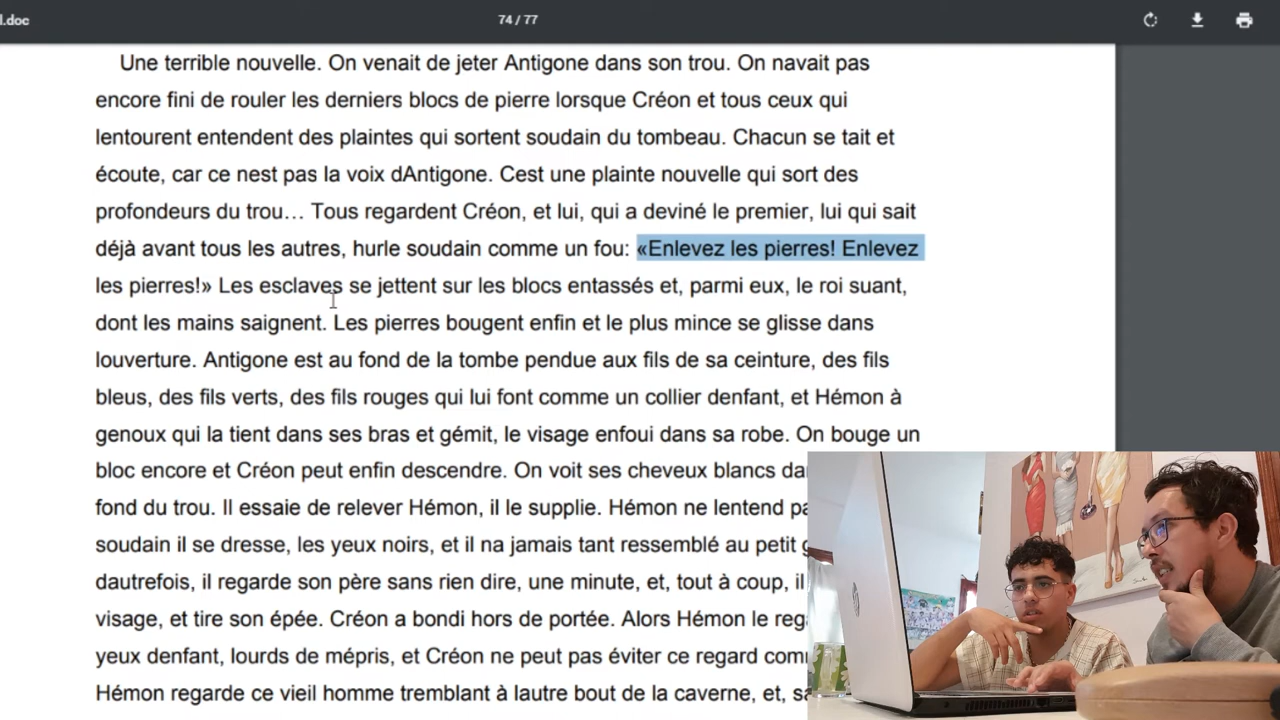 l.doc
74 / 77
Une terrible nouvelle. On venait de jeter Antigone dans son trou. On navait pas
encore fini de rouler les derniers blocs de pierre lorsque Créon et tous ceux qui
lentourent entendent des plaintes qui sortent soudain du tombeau. Chacun se tait et
écoute, car ce nest pas la voix dAntigone. Cest une plainte nouvelle qui sort des
profondeurs du trou… Tous regardent Créon, et lui, qui a deviné le premier, lui qui sait
déjà avant tous les autres, hurle soudain comme un fou: «Enlevez les pierres! Enlevez
les pierres!» Les esclaves se jettent sur les blocs entassés et, parmi eux, le roi suant,
dont les mains saignent. Les pierres bougent enfin et le plus mince se glisse dans
louverture. Antigone est au fond de la tombe pendue aux fils de sa ceinture, des fils
bleus, des fils verts, des fils rouges qui lui font comme un collier denfant, et Hémon à
genoux qui la tient dans ses bras et gémit, le visage enfoui dans sa robe. On bouge un
bloc encore et Créon peut enfin descendre. On voit ses cheveux blancs
fond du trou. Il essaie de relever Hémon, il le supplie. Hémon ne lentend
soudain il se dresse, les yeux noirs, et il na jamais tant ressemblé au petit
dautrefois, il regarde son père sans rien dire, une minute, et, tout à coup, il
visage, et tire son épée. Créon a bondi hors de portée. Alors Hémon le
yeux denfant, lourds de mépris, et Créon ne peut pas éviter ce regard
Hémon regarde ce vieil homme tremblant à lautre bout de la caverne, et,